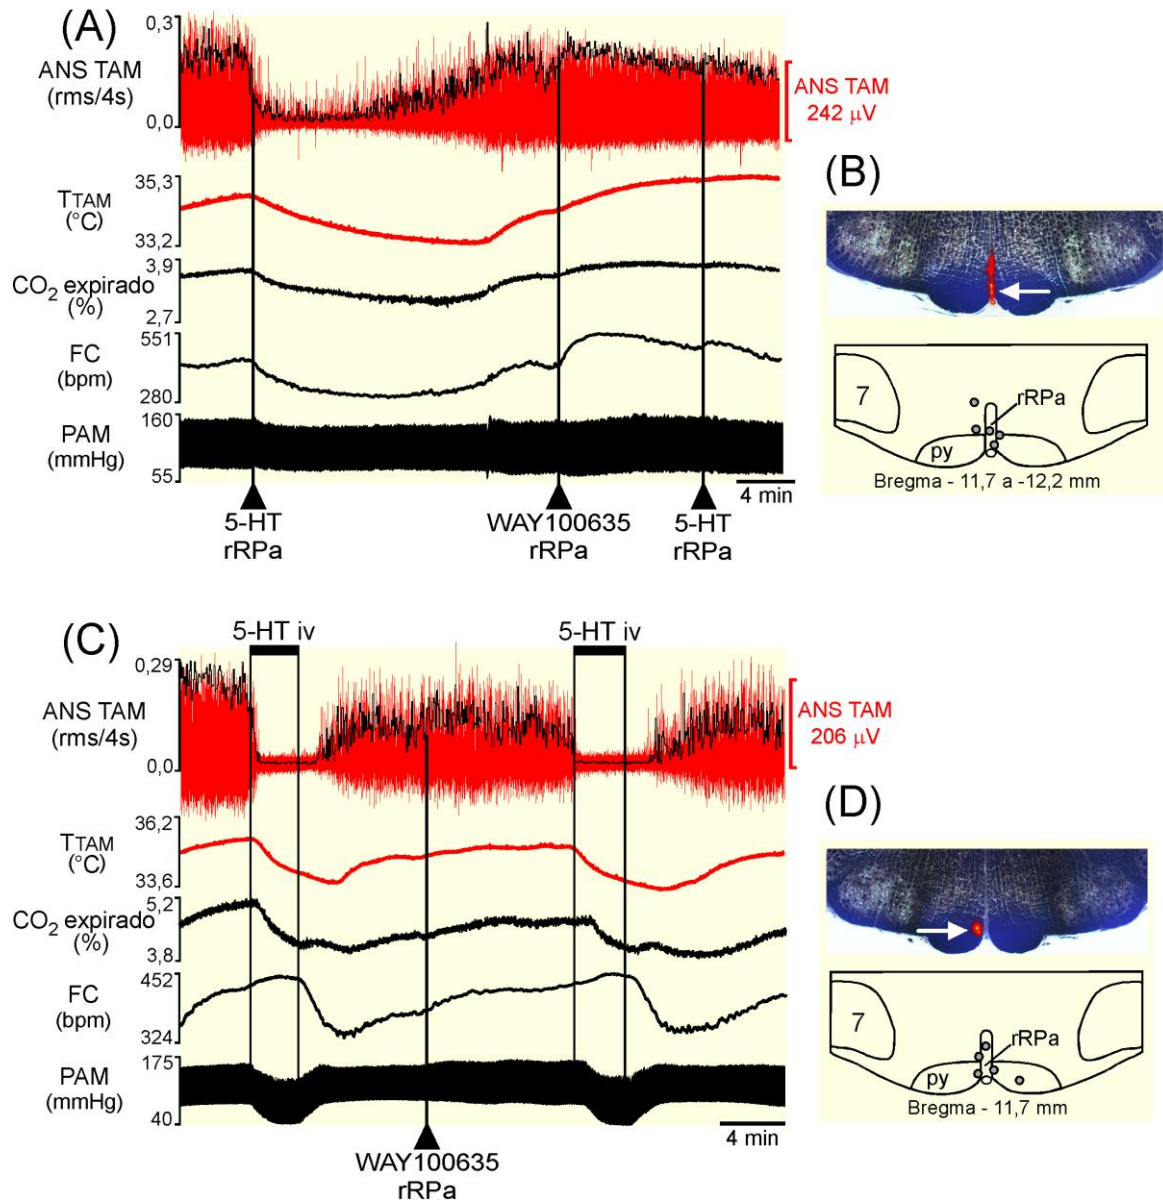 (A)
0,3
ANS TAM
(rms/4s)
0,0
ANS TAM
242 µV
35,3
TTAM
(°C)
33,2
3,9
CO2 expirado
(%)
2,7
551
FC
(bpm)
280
160
PAM
(mmHg)
55
4 min
5-HT
rRPa
WAY100635
rRPa
5-HT
rRPa
(B)
7
rRPa
py
Bregma - 11,7 a -12,2 mm
(C)
5-HT iv
5-HT iv
0,29
ANS TAM
(rms/4s)
0,0
ANS TAM
206 µV
36,2
TTAM
(°C)
33,6
5,2
CO2 expirado
(%)
3,8
452
FC
(bpm)
324
175
PAM
(mmHg)
40
4 min
WAY100635
rRPa
(D)
7
rRPa
py
Bregma - 11,7 mm